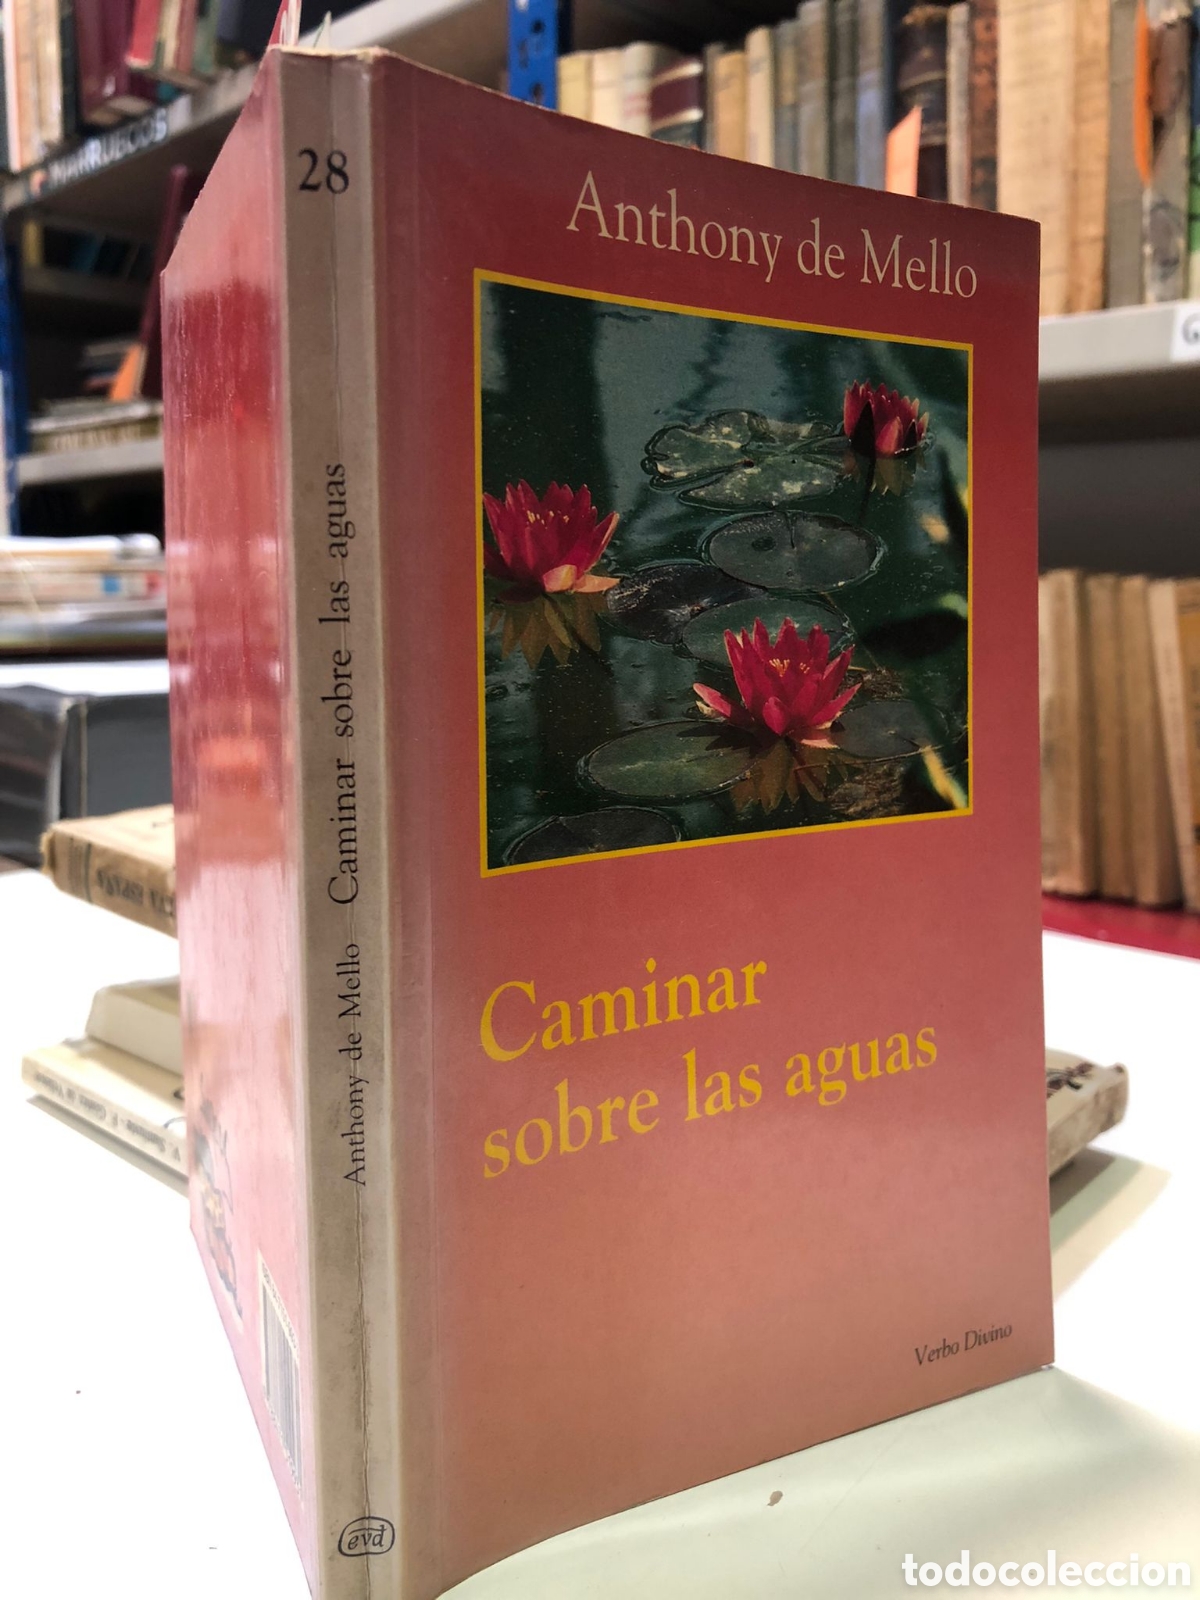 MARRUECOS
28
Anthony de Mello Caminar sobre las aguas
evd
Anthony de Mello
Caminar
sobre las aguas
Verbo Divino
todocoleccion